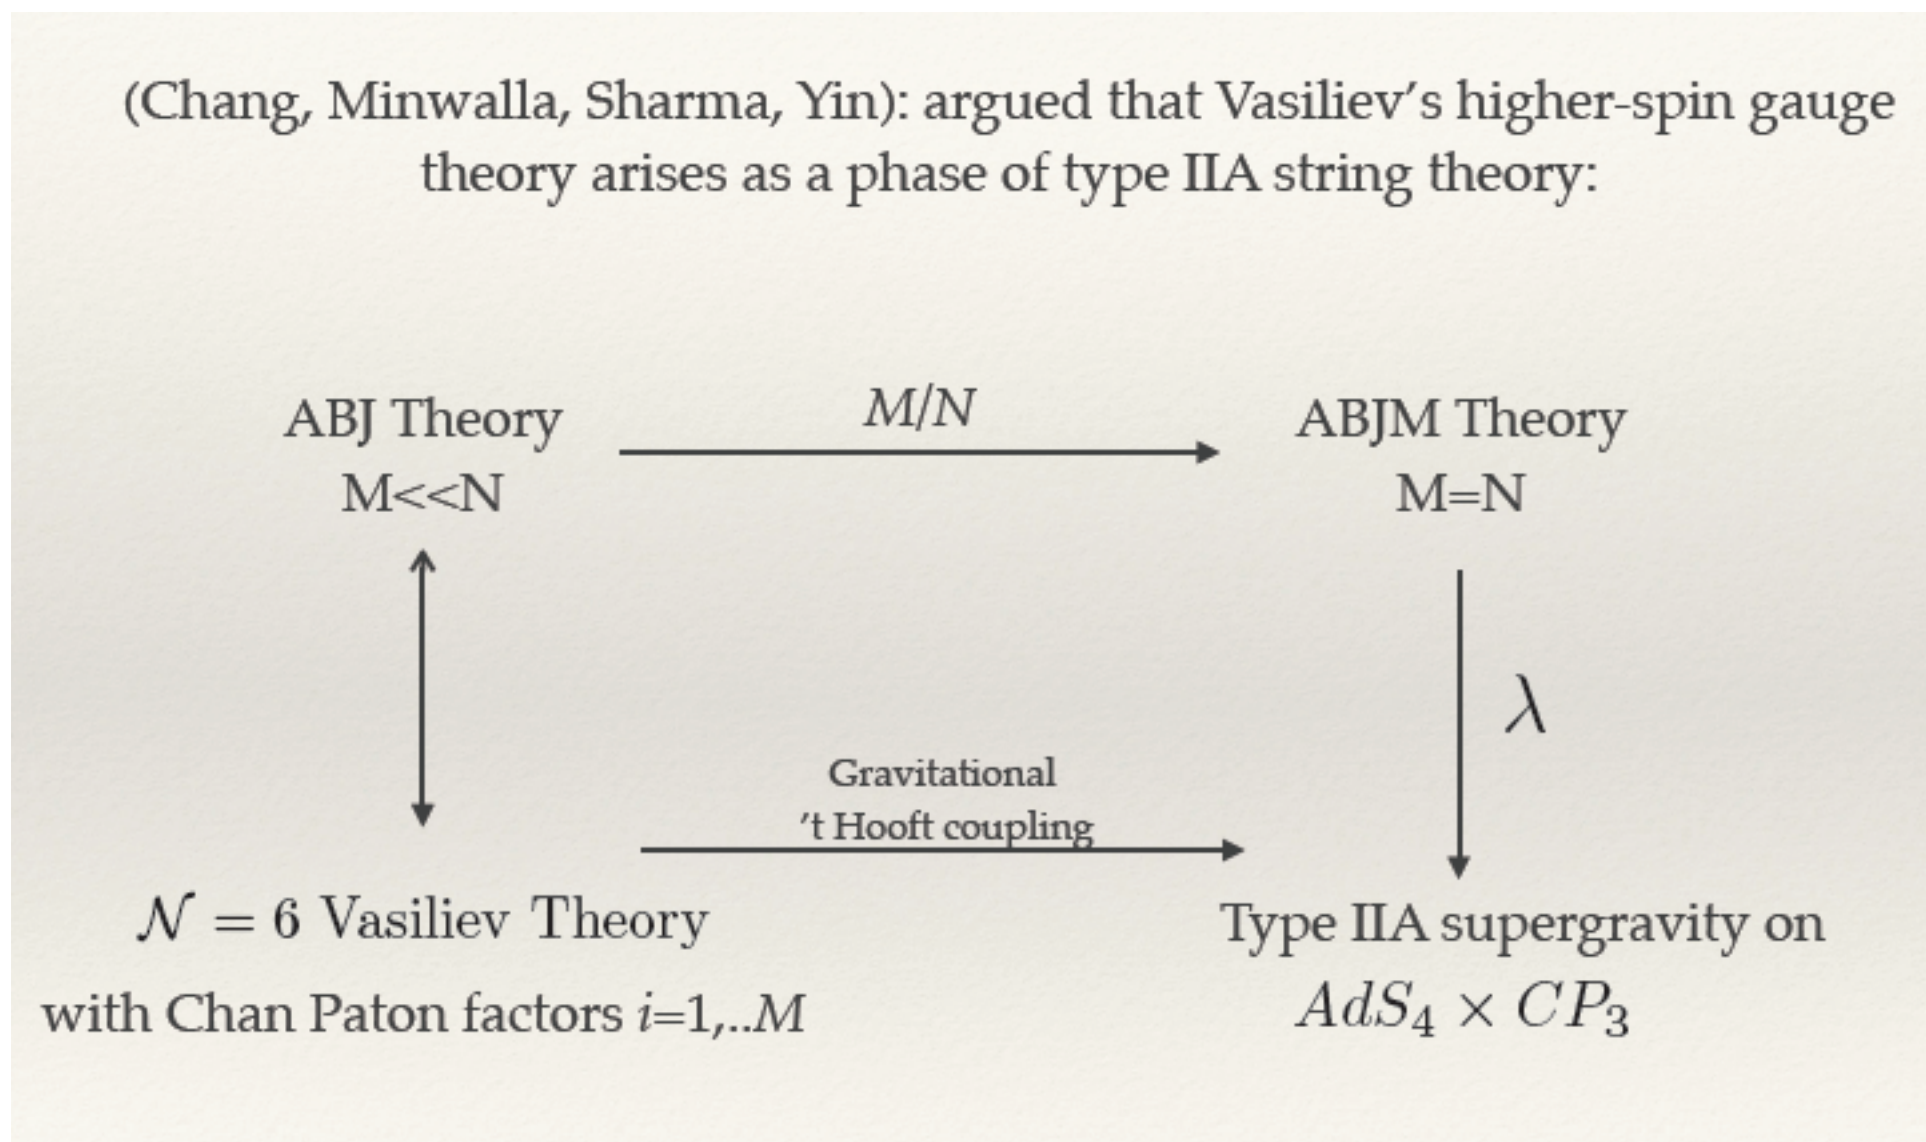 (Chang, Minwalla, Sharma, Yin): argued that Vasiliev's higher-spin gauge
theory arises as a phase of type IIA string theory:
ABJ Theory
M<<N
M/N
ABJM Theory
M=N
λ
Gravitational
't Hooft coupling
𝒩 = 6 Vasiliev Theory
with Chan Paton factors i=1,..M
Type IIA supergravity on
AdS₄ × CP₃